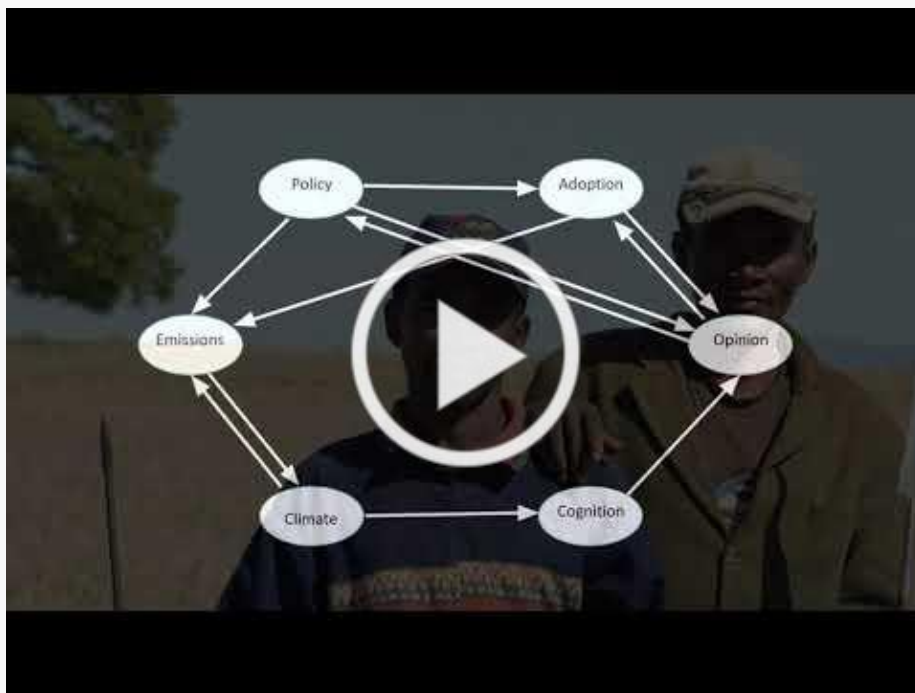 Policy
Adoption
Emissions
Opinion
Climate
Cognition